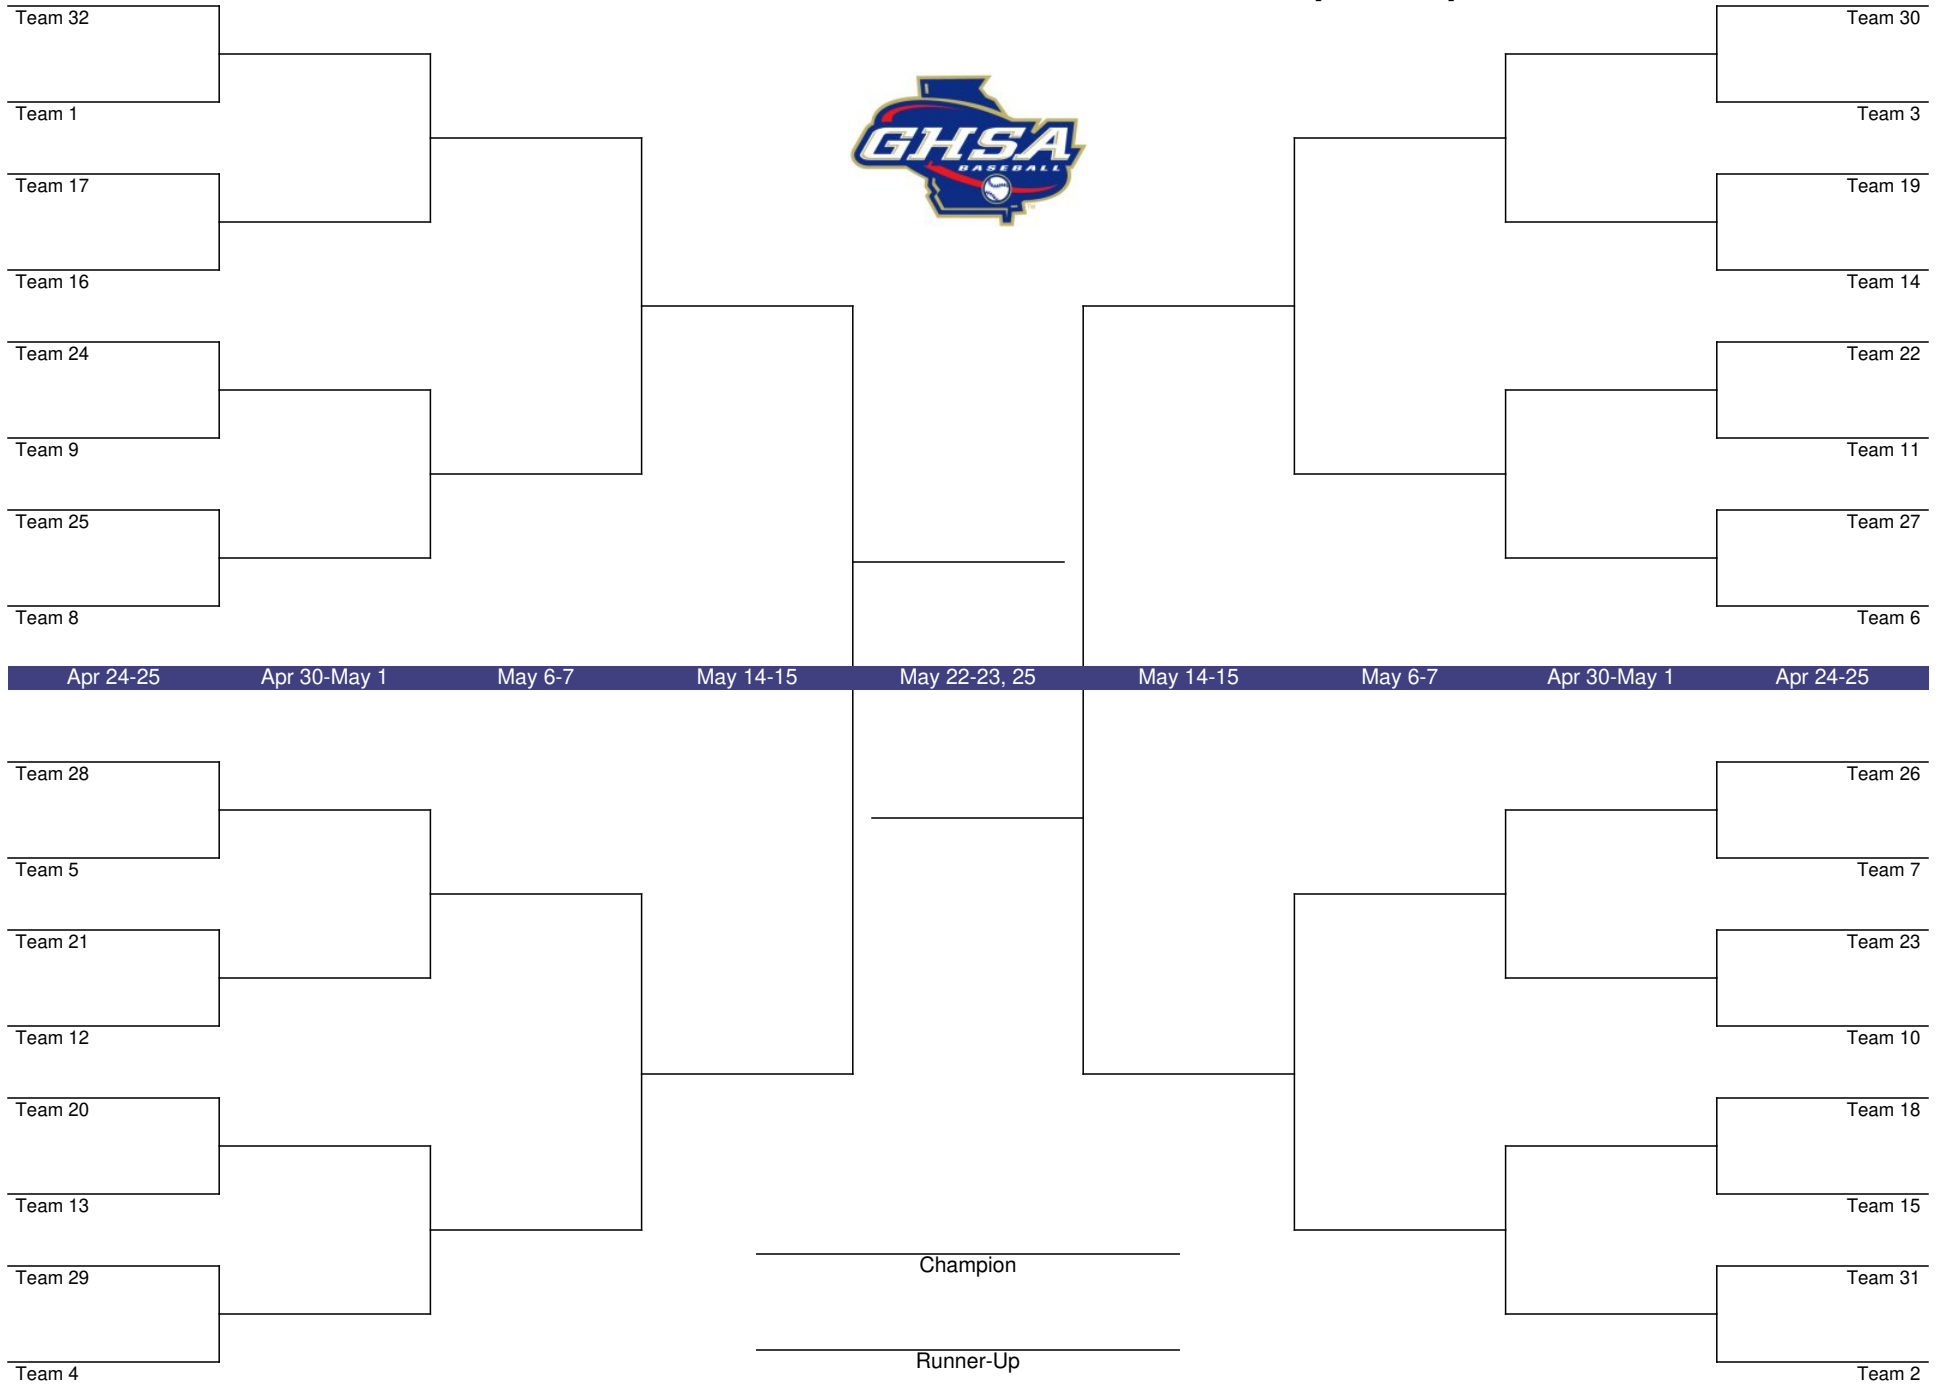 Team 32
Team 1
Team 17
Team 16
Team 24
Team 9
Team 25
Team 8
GHSA
BASEBALL
Team 30
Team 3
Team 19
Team 14
Team 22
Team 11
Team 27
Team 6
Apr 24-25 Apr 30-May 1 May 6-7 May 14-15 May 22-23, 25 May 14-15 May 6-7 Apr 30-May 1 Apr 24-25
Team 28
Team 5
Team 21
Team 12
Team 20
Team 13
Team 29
Team 4
Champion
Runner-Up
Team 26
Team 7
Team 23
Team 10
Team 18
Team 15
Team 31
Team 2